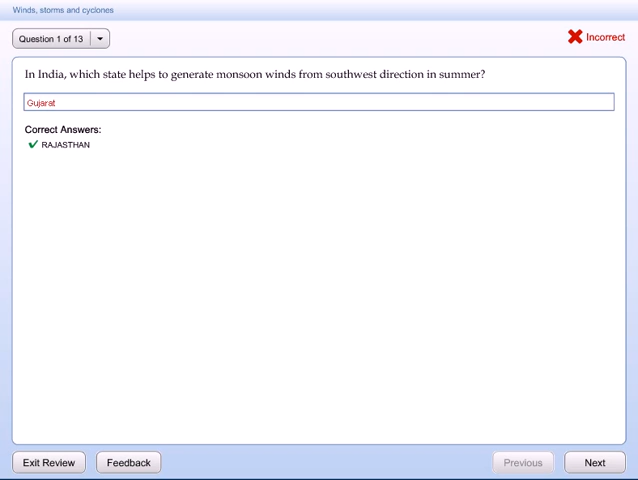 Winds, storms and cyclones
Question 1 of 13
Incorrect
In India, which state helps to generate monsoon winds from southwest direction in summer?
Gujarat
Correct Answers:
RAJASTHAN
Exit Review
Feedback
Previous
Next